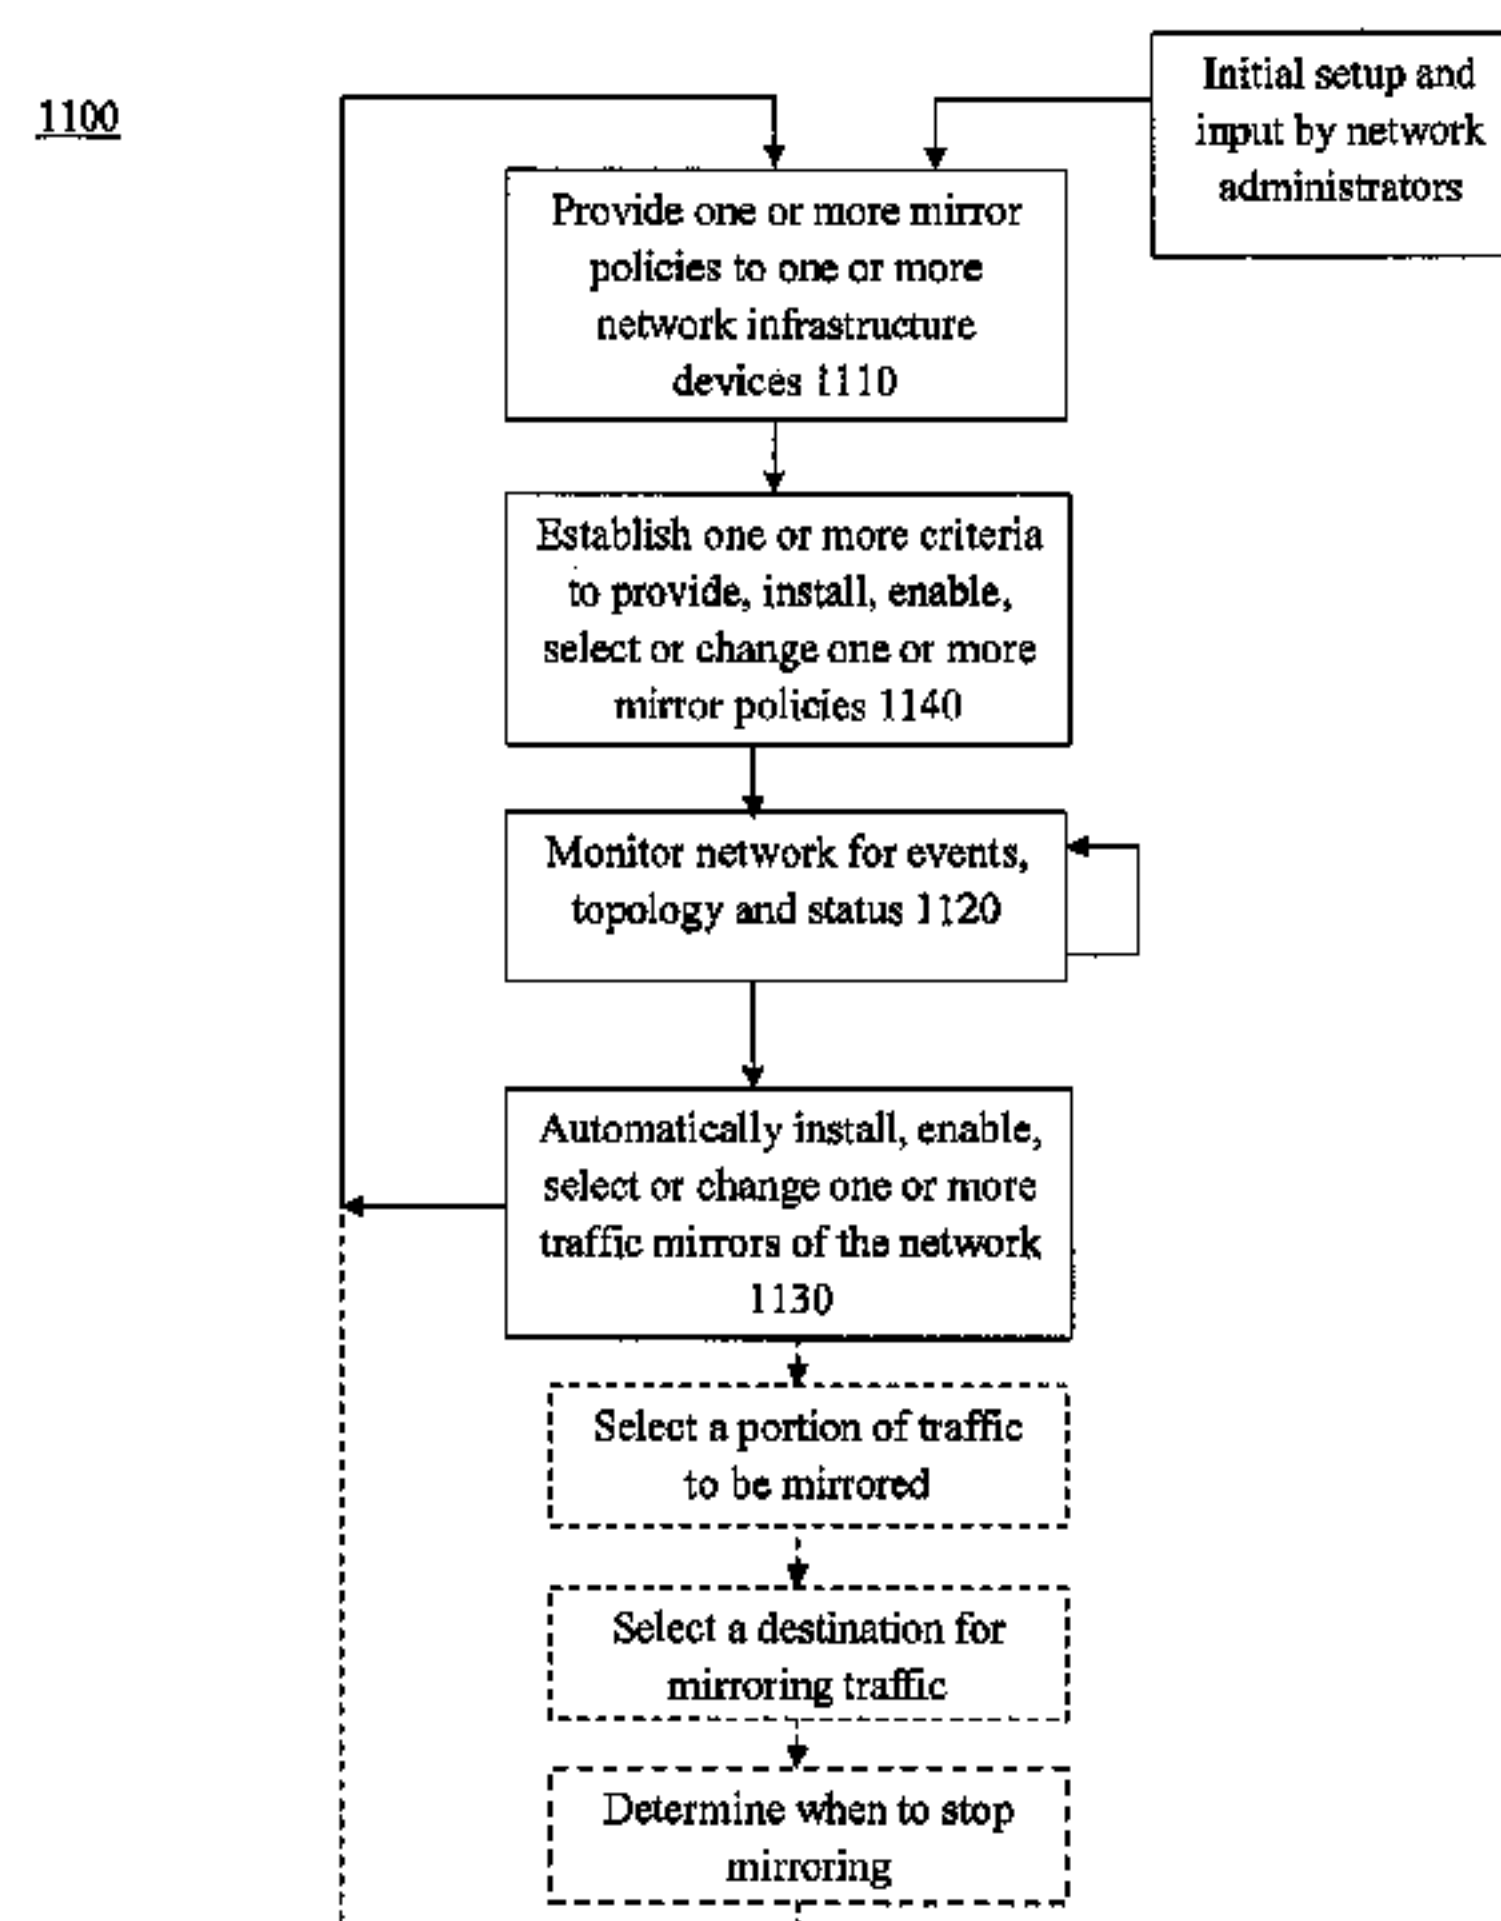 1100
Initial setup and
input by network
administrators
Provide one or more mirror
policies to one or more
network infrastructure
devices 1110
Establish one or more criteria
to provide, install, enable,
select or change one or more
mirror policies 1140
Monitor network for events,
topology and status 1120
Automatically install, enable,
select or change one or more
traffic mirrors of the network
1130
Select a portion of traffic
to be mirrored
Select a destination for
mirroring traffic
Determine when to stop
mirroring